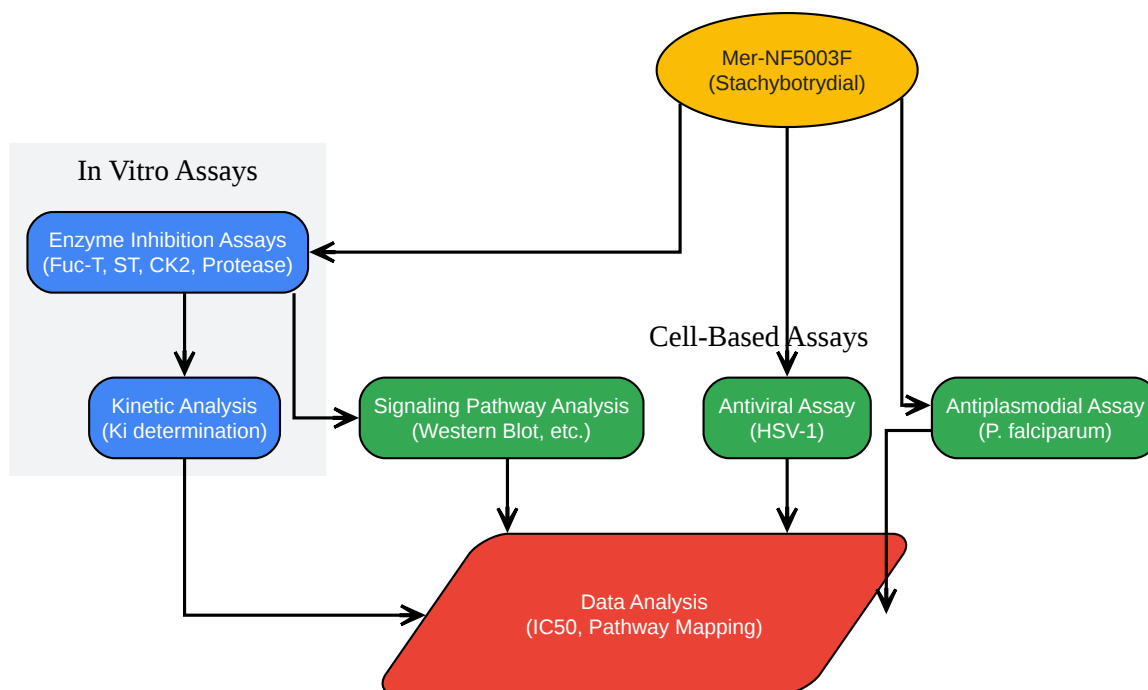 Mer-NF5003F
(Stachybotrydial)
In Vitro Assays
Enzyme Inhibition Assays
(Fuc-T, ST, CK2, Protease)
Cell-Based Assays
Kinetic Analysis
(Ki determination)
Signaling Pathway Analysis
(Western Blot, etc.)
Antiviral Assay
(HSV-1)
Antiplasmodial Assay
(P. falciparum)
Data Analysis
(IC50, Pathway Mapping)